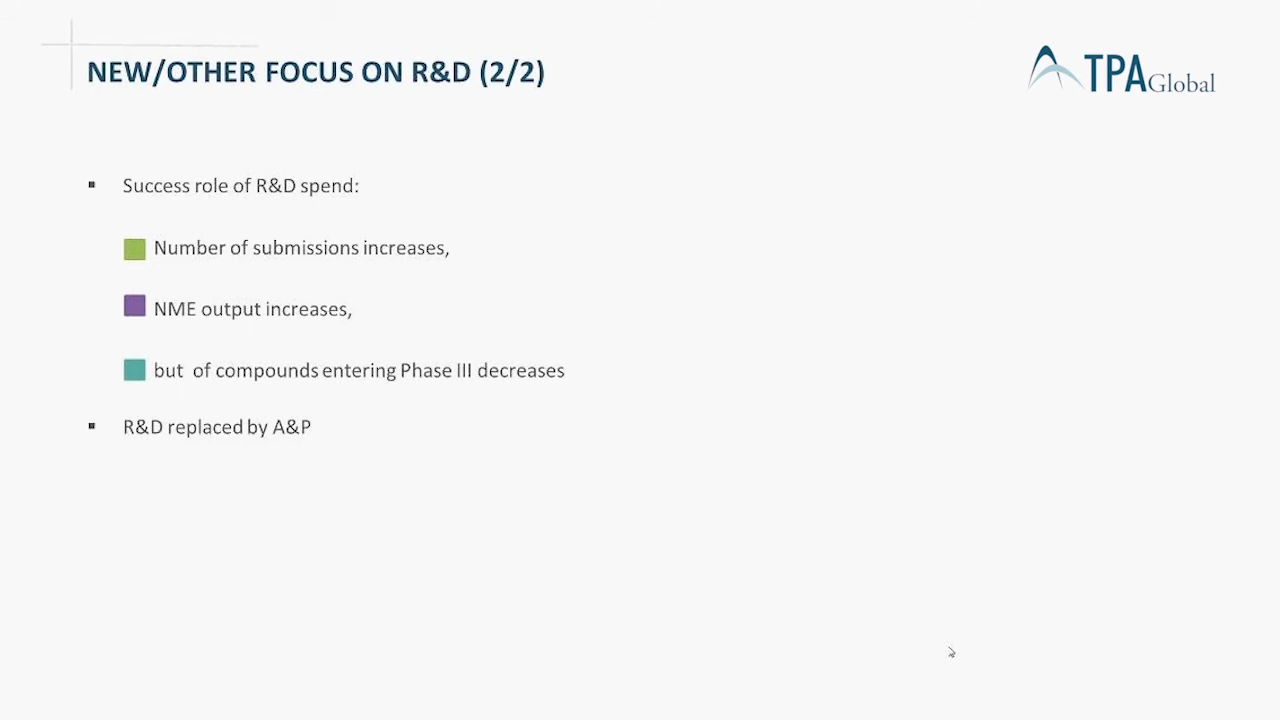 NEW/OTHER FOCUS ON R&D (2/2)
TPA Global
Success role of R&D spend:
Number of submissions increases,
NME output increases,
but of compounds entering Phase III decreases
R&D replaced by A&P